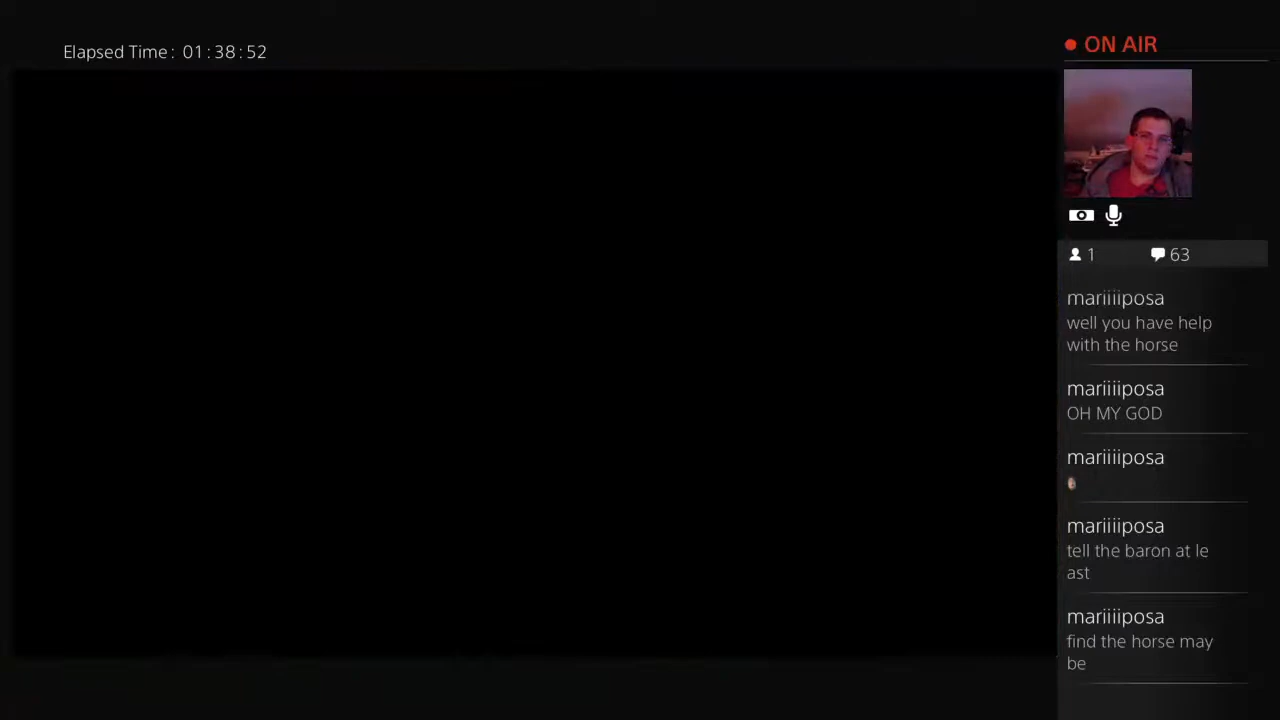 Elapsed Time: 01:38:52
ON AIR
1
63
mariiiiposa
well you have help
with the horse
mariiiiposa
OH MY GOD
mariiiiposa
mariiiiposa
tell the baron at le
ast
mariiiiposa
find the horse may
be